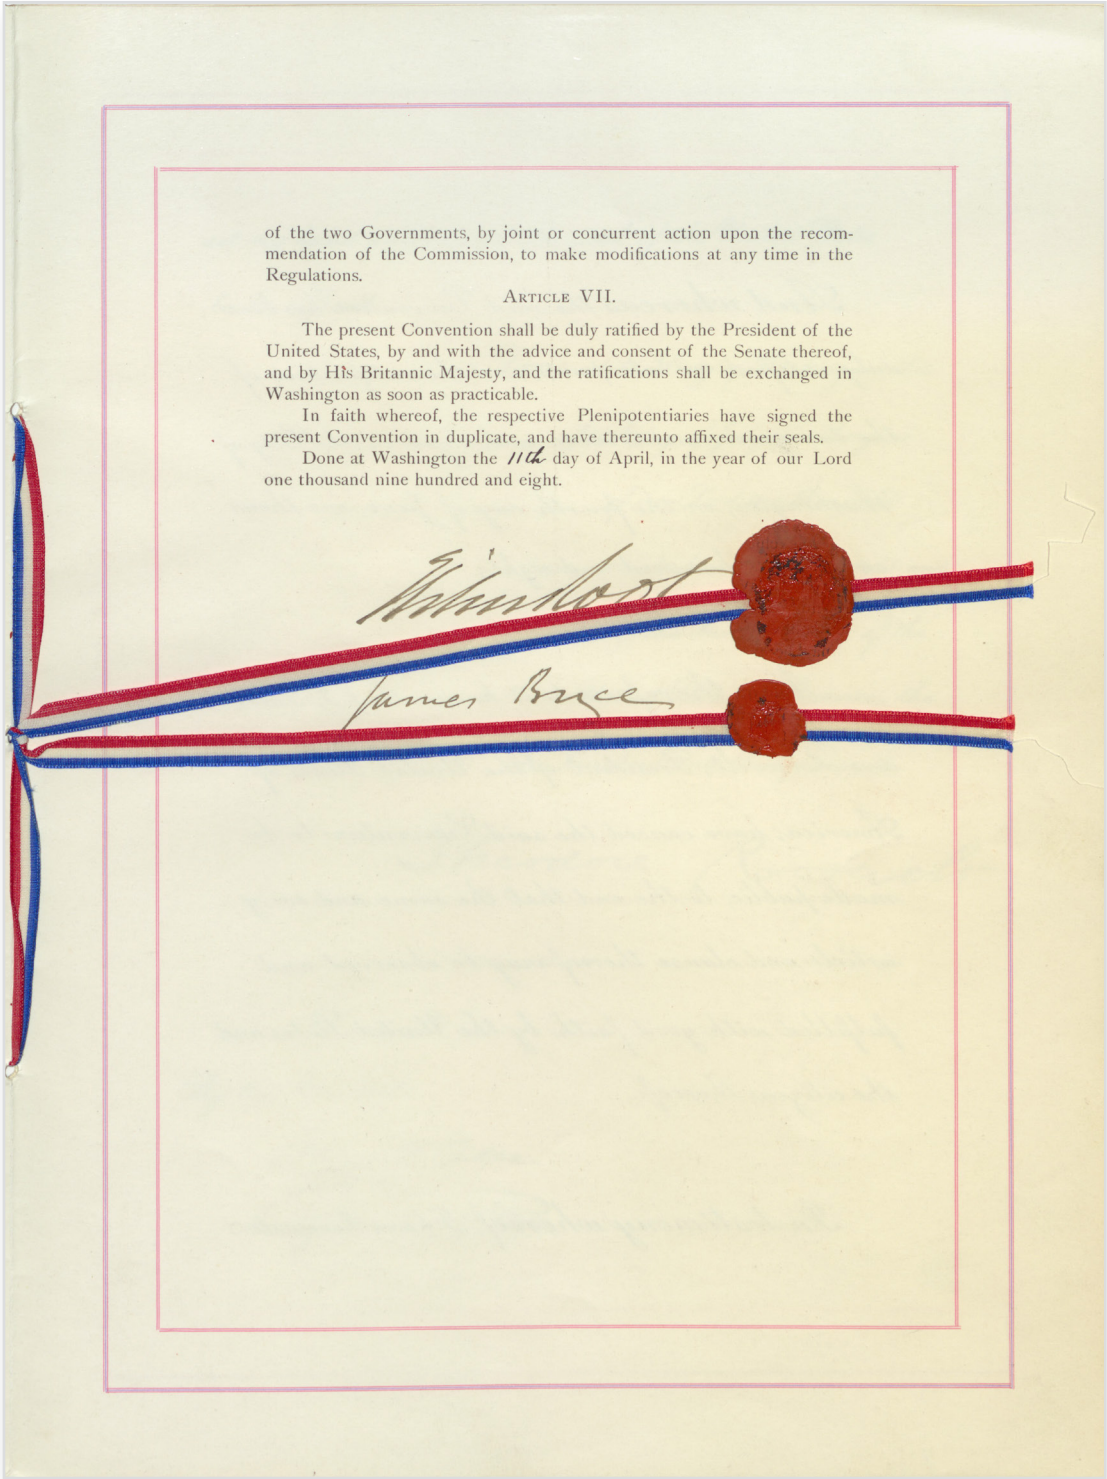 of the two Governments, by joint or concurrent action upon the recom-
mendation of the Commission, to make modifications at any time in the
Regulations.
ARTICLE VII.
The present Convention shall be duly ratified by the President of the
United States, by and with the advice and consent of the Senate thereof,
and by His Britannic Majesty, and the ratifications shall be exchanged in
Washington as soon as practicable.
In faith whereof, the respective Plenipotentiaries have signed the
present Convention in duplicate, and have thereunto affixed their seals.
Done at Washington the 11th day of April, in the year of our Lord
one thousand nine hundred and eight.
Elihu Root
James Bryce